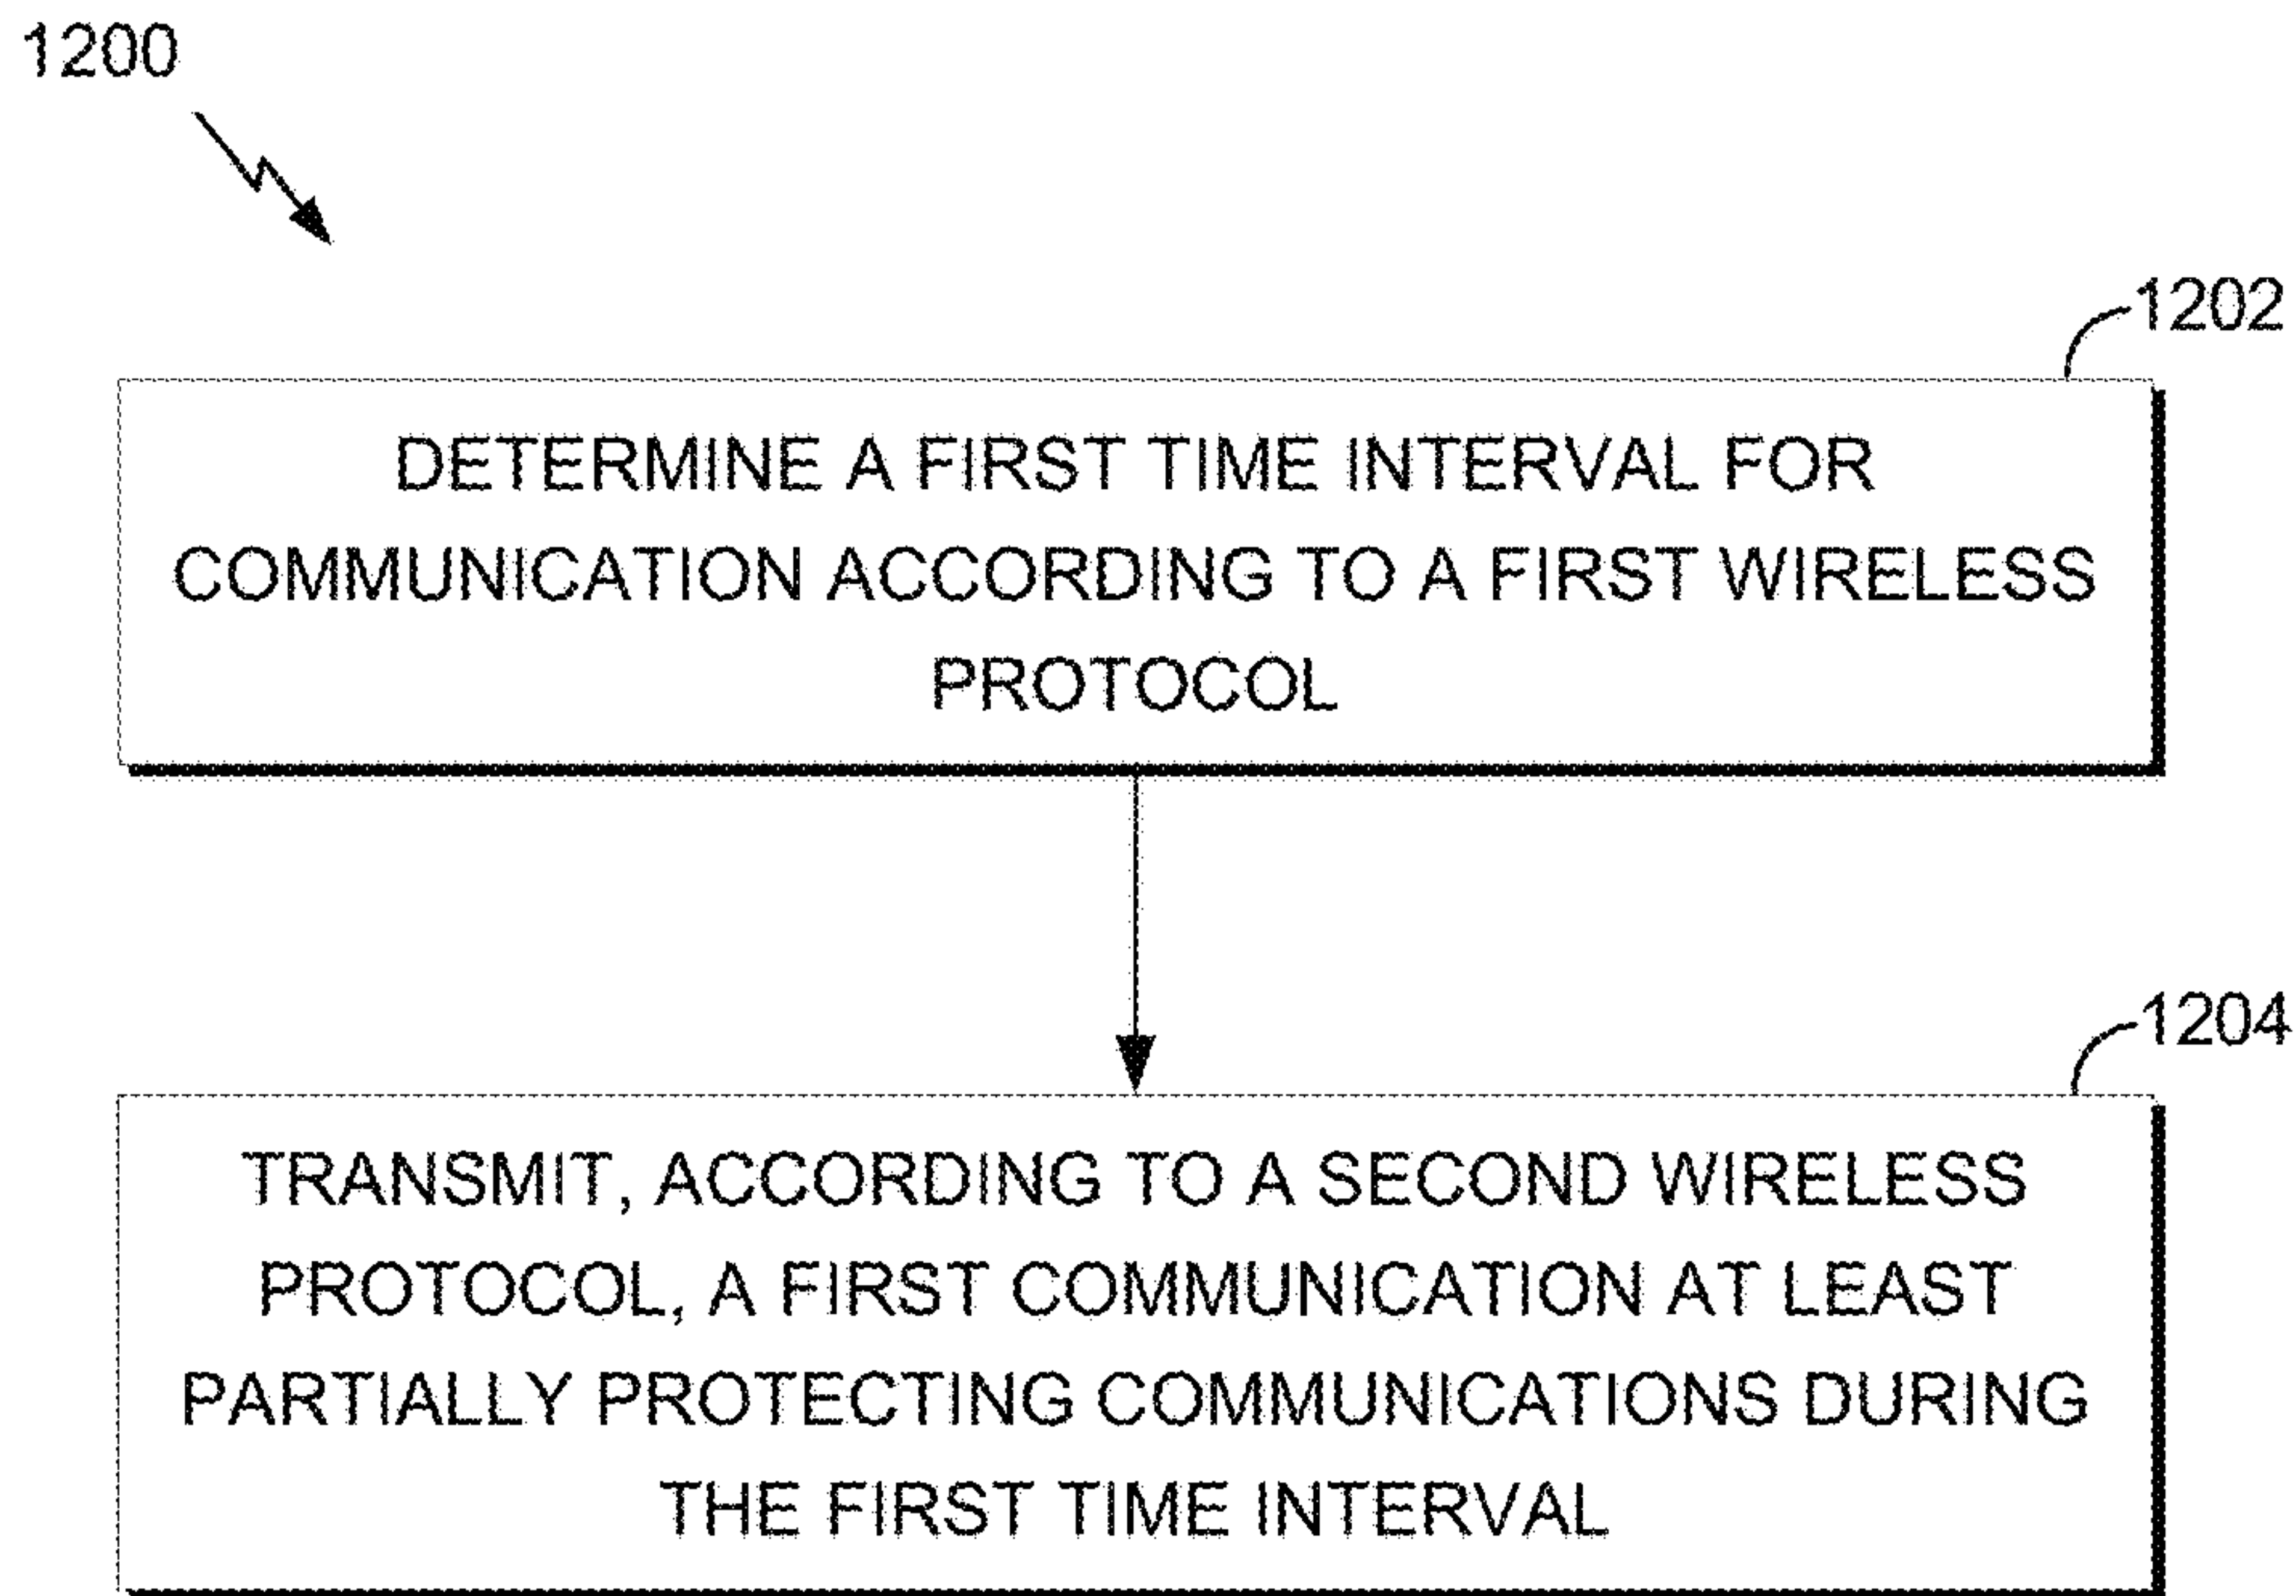 1200
1202
DETERMINE A FIRST TIME INTERVAL FOR
COMMUNICATION ACCORDING TO A FIRST WIRELESS
PROTOCOL
1204
TRANSMIT, ACCORDING TO A SECOND WIRELESS
PROTOCOL, A FIRST COMMUNICATION AT LEAST
PARTIALLY PROTECTING COMMUNICATIONS DURING
THE FIRST TIME INTERVAL